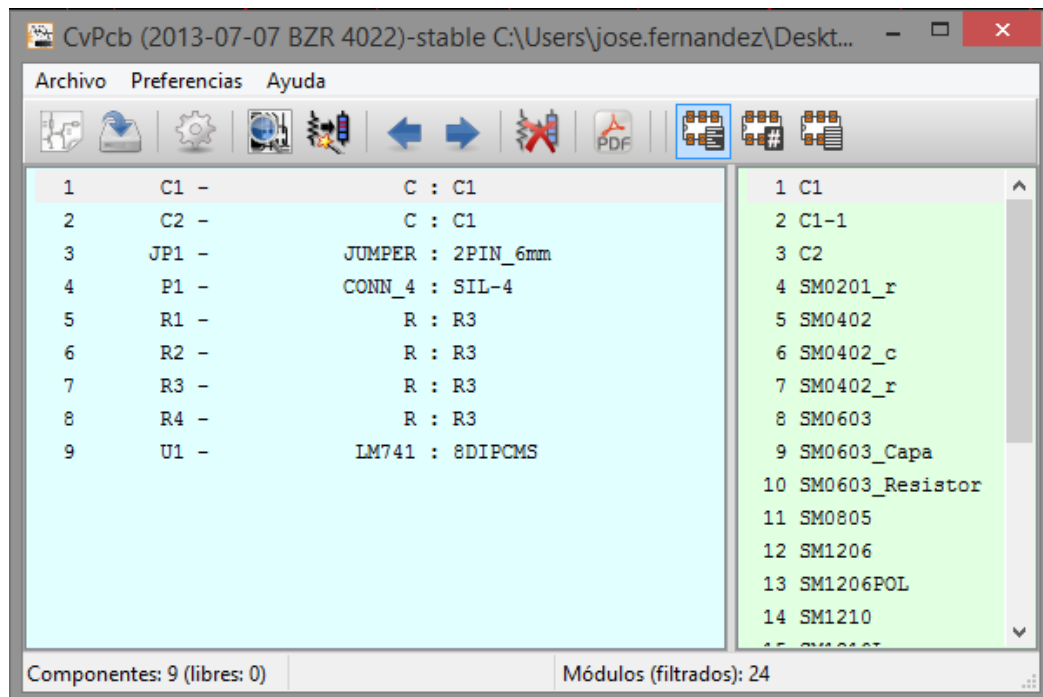 CvPcb (2013-07-07 BZR 4022)-stable C:\Users\jose.fernandez\Deskt...
Archivo Preferencias Ayuda
PDF #
1 C1 - C : C1
2 C2 - C : C1
3 JP1 - JUMPER : 2PIN_6mm
4 P1 - CONN_4 : SIL-4
5 R1 - R : R3
6 R2 - R : R3
7 R3 - R : R3
8 R4 - R : R3
9 U1 - LM741 : 8DIPCMS
1 C1
2 C1-1
3 C2
4 SM0201_r
5 SM0402
6 SM0402_c
7 SM0402_r
8 SM0603
9 SM0603_Capa
10 SM0603_Resistor
11 SM0805
12 SM1206
13 SM1206POL
14 SM1210
Componentes: 9 (libres: 0) Módulos (filtrados): 24